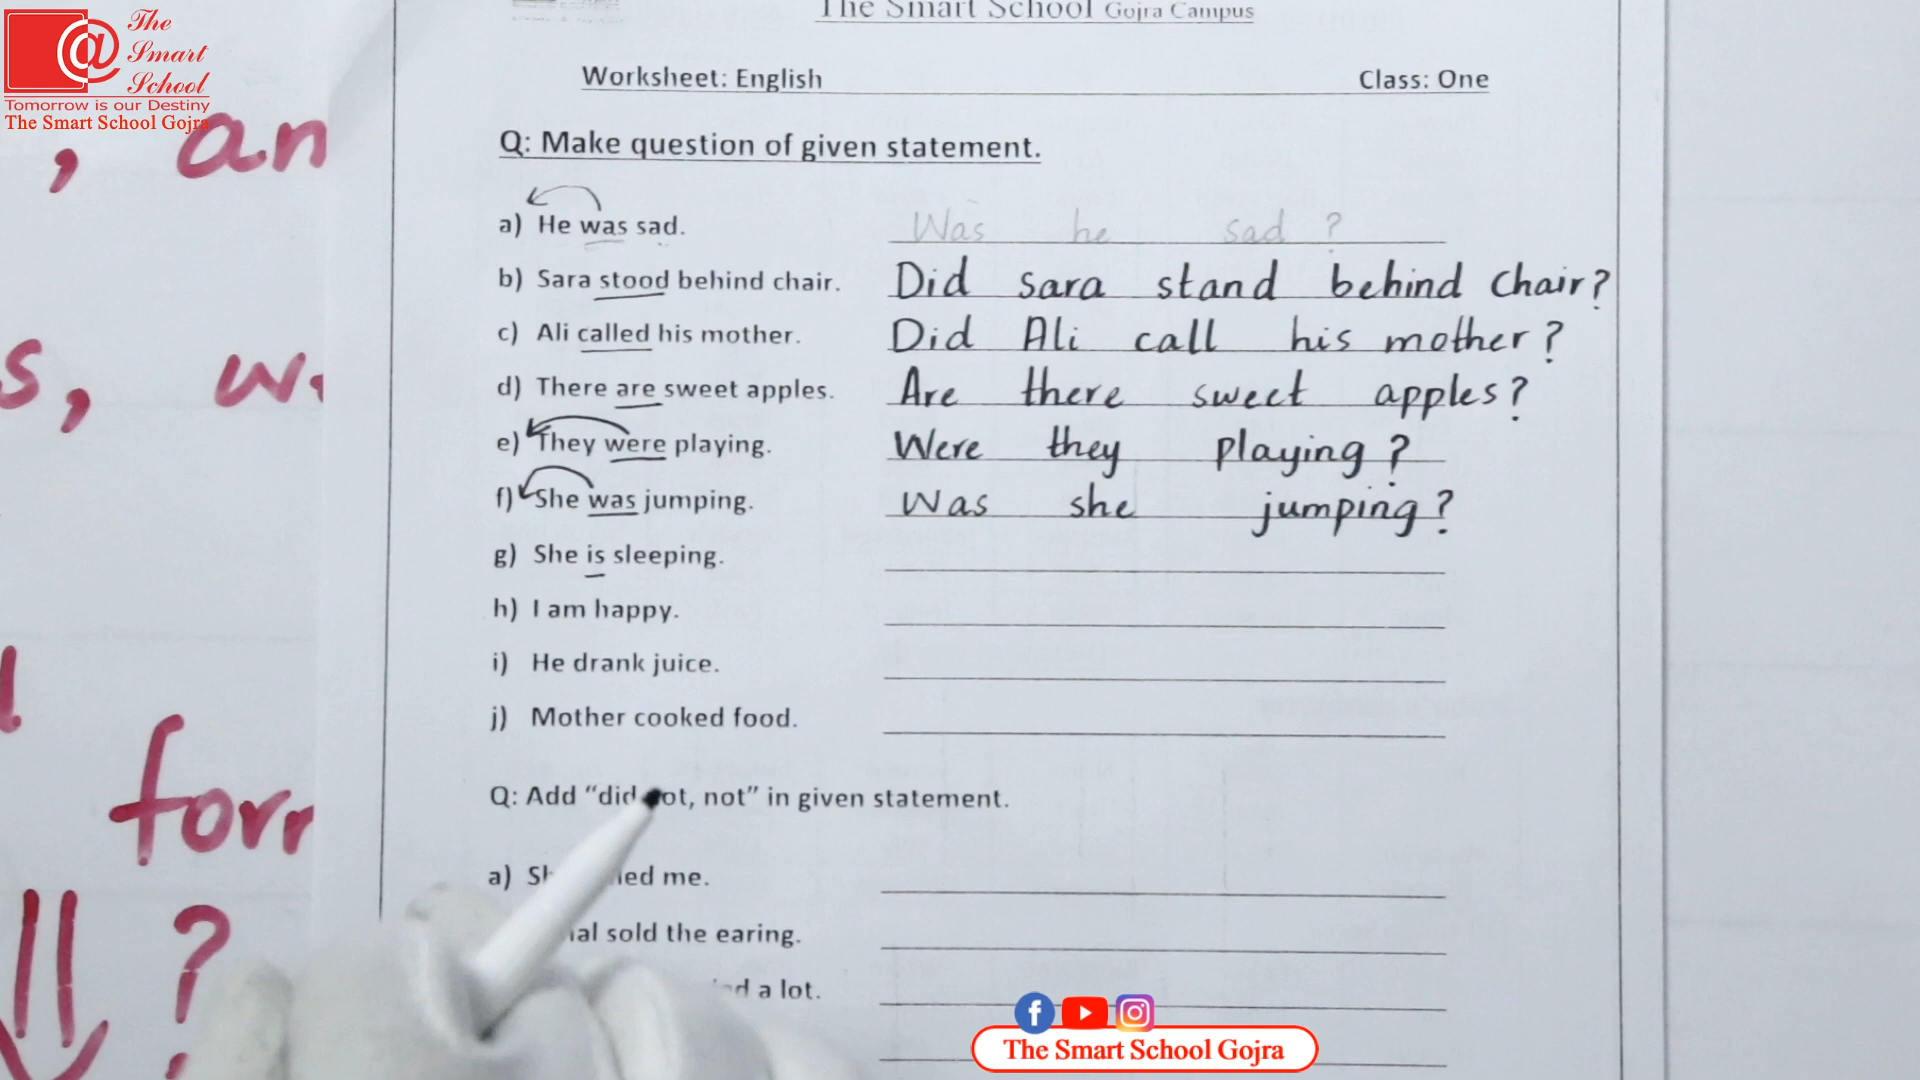 The
Smart
School
Tomorrow is our Destiny
The Smart School Gojra
, an
s, w
form
?
The Smart School Gojra Campus
Worksheet: English Class: One
Q: Make question of given statement.
a) He was sad. Was he sad ?
b) Sara stood behind chair. Did sara stand behind chair?
c) Ali called his mother. Did Ali call his mother ?
d) There are sweet apples. Are there sweet apples?
e) They were playing. Were they playing ?
f) She was jumping. Was she jumping ?
g) She is sleeping.
h) I am happy.
i) He drank juice.
j) Mother cooked food.
Q: Add “did not, not” in given statement.
a) me.
sold the earing.
a lot.
The Smart School Gojra